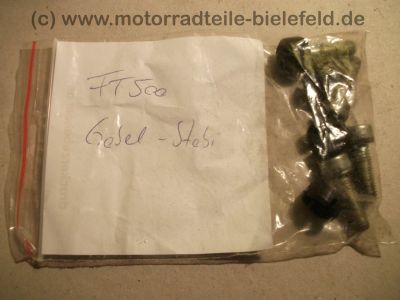 (c) www.motorradteile-bielefeld.de
FT500
Gabel - Stabi